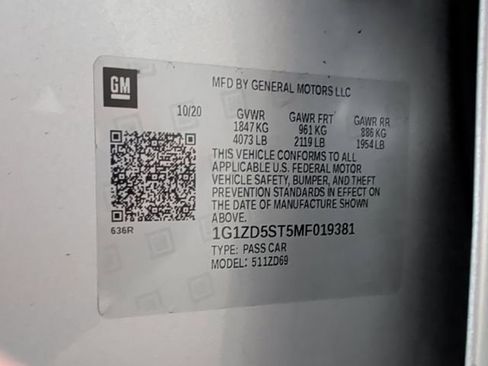 GM
MFD BY GENERAL MOTORS LLC
10/20 GVWR GAWR FRT GAWR RR
1847 KG 961 KG 886 KG
4073 LB 2119 LB 1954 LB
THIS VEHICLE CONFORMS TO ALL
APPLICABLE U.S. FEDERAL MOTOR
VEHICLE SAFETY, BUMPER, AND THEFT
PREVENTION STANDARDS IN EFFECT ON
THE DATE OF MANUFACTURE SHOWN
ABOVE.
636R
1G1ZD5ST5MF019381
TYPE: PASS CAR
MODEL: 511ZD69